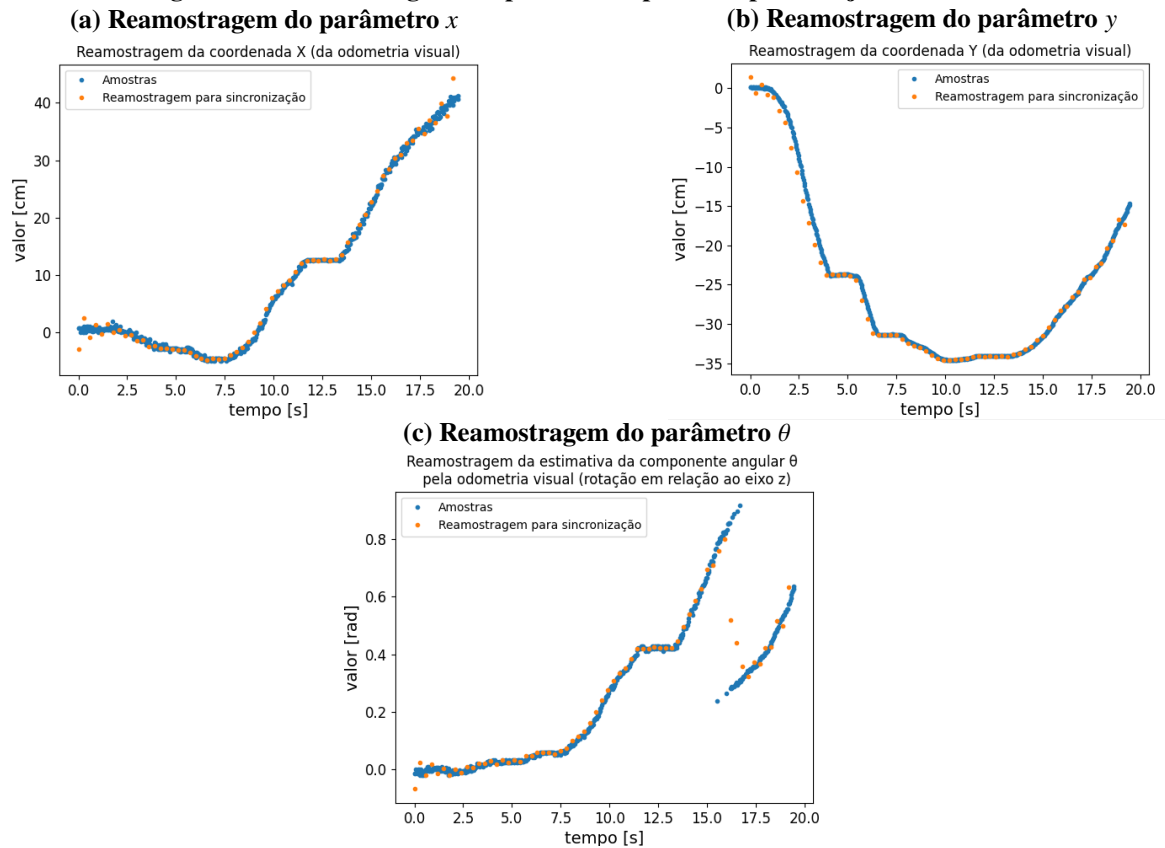 (a) Reamostragem do parâmetro x
Reamostragem da coordenada X (da odometria visual)
Amostras
Reamostragem para sincronização
valor [cm]
40
30
20
10
0
0.0 2.5 5.0 7.5 10.0 12.5 15.0 17.5 20.0
tempo [s]
(b) Reamostragem do parâmetro y
Reamostragem da coordenada Y (da odometria visual)
Amostras
Reamostragem para sincronização
valor [cm]
0
−5
−10
−15
−20
−25
−30
−35
0.0 2.5 5.0 7.5 10.0 12.5 15.0 17.5 20.0
tempo [s]
(c) Reamostragem do parâmetro θ
Reamostragem da estimativa da componente angular θ
pela odometria visual (rotação em relação ao eixo z)
Amostras
Reamostragem para sincronização
valor [rad]
0.8
0.6
0.4
0.2
0.0
0.0 2.5 5.0 7.5 10.0 12.5 15.0 17.5 20.0
tempo [s]